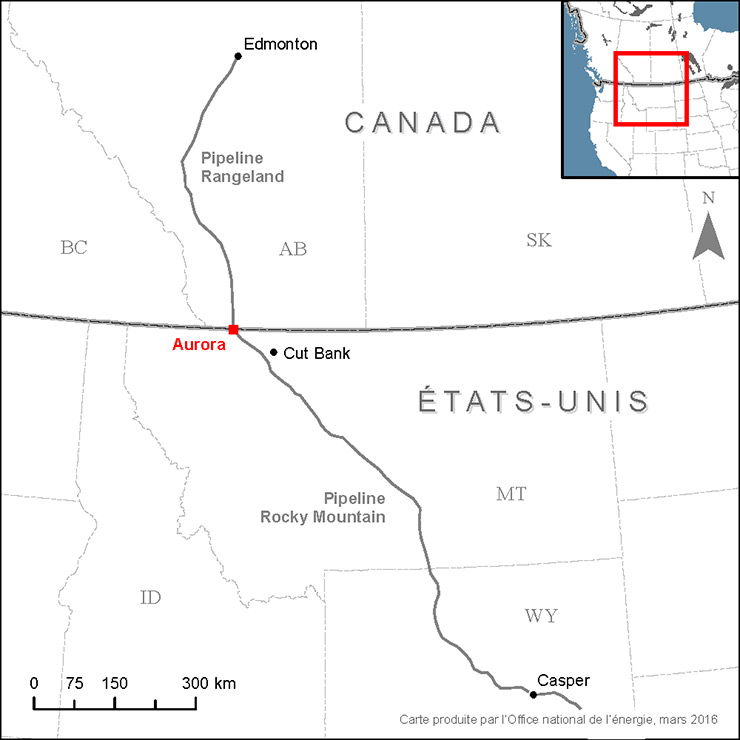 Edmonton
CANADA
Pipeline
Rangeland
N
BC
AB
SK
Aurora
Cut Bank
ÉTATS-UNIS
Pipeline
Rocky Mountain
MT
ID
WY
Casper
0 75 150 300 km
Carte produite par l'Office national de l'énergie, mars 2016